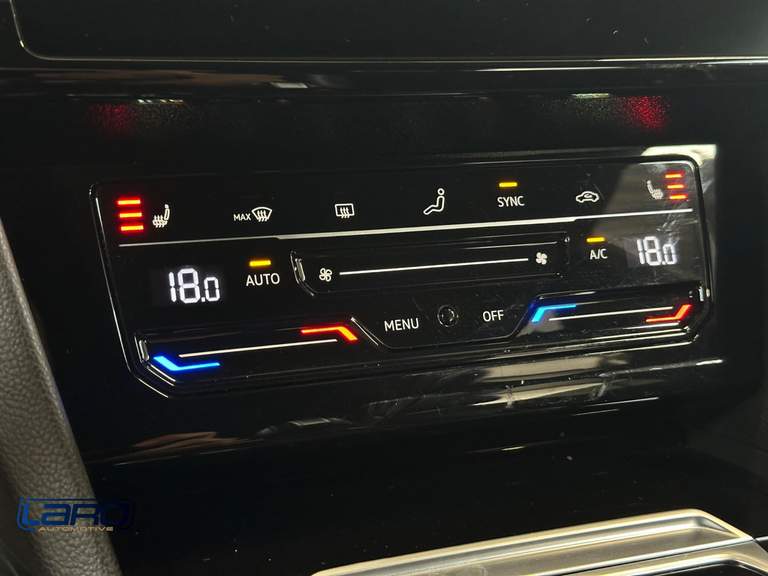 MAX
SYNC
18.0
AUTO
A/C
18.0
MENU
OFF
LARO
AUTOMOTIVE